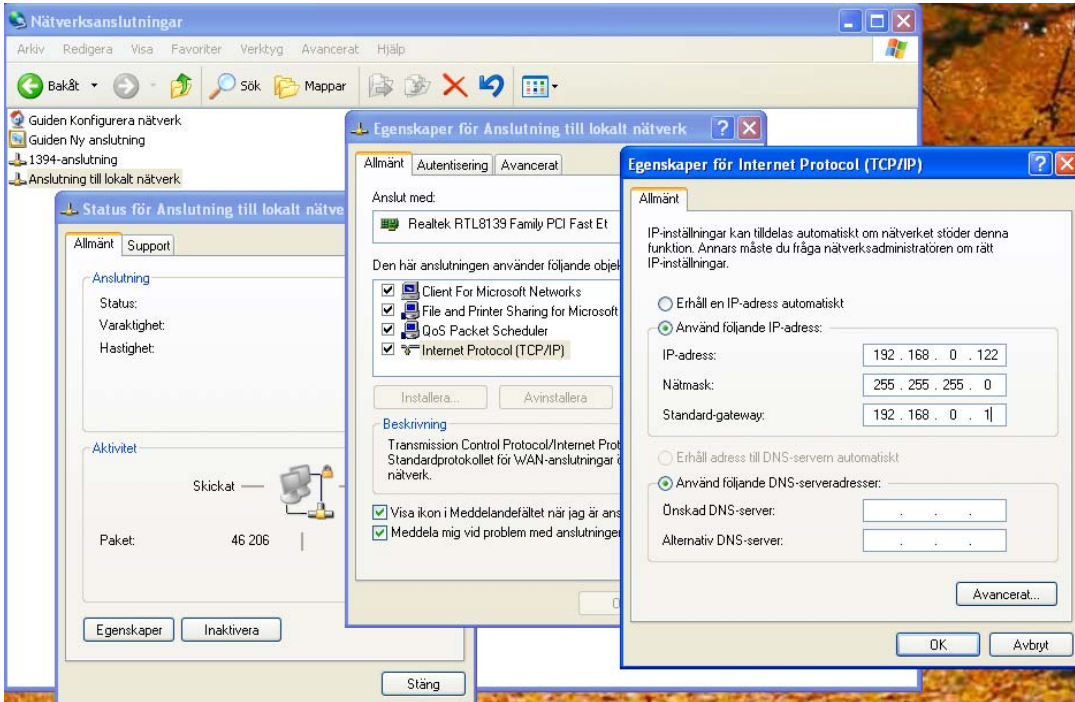 Nätverksanslutningar
Arkiv Redigera Visa Favoriter Verktyg Avancerat Hjälp
Bakåt Sök Mappar
Guiden Konfigurera nätverk
Guiden Ny anslutning
1394-anslutning
Anslutning till lokalt nätverk
Status för Anslutning till lokalt nätve
Allmänt Support
Anslutning
Status:
Varaktighet:
Hastighet:
Aktivitet
Skickat
Paket: 46 206
Egenskaper Inaktivera
Stäng
Egenskaper för Anslutning till lokalt nätverk
Allmänt Autentisering Avancerat
Anslut med:
Realtek RTL8139 Family PCI Fast Et
Den här anslutningen använder följande objek
Client For Microsoft Networks
File and Printer Sharing for Microsoft
QoS Packet Scheduler
Internet Protocol (TCP/IP)
Installera... Avinstallera
Beskrivning
Transmission Control Protocol/Internet Prot
Standardprotokollet för WAN-anslutningar
nätverk.
Visa ikon i Meddelandefältet när jag är ans
Meddela mig vid problem med anslutningen
Egenskaper för Internet Protocol (TCP/IP)
Allmänt
IP-inställningar kan tilldelas automatiskt om nätverket stöder denna
funktion. Annars måste du fråga nätverksadministratören om rätt
IP-inställningar.
Erhåll en IP-adress automatiskt
Använd följande IP-adress:
IP-adress: 192 . 168 . 0 . 122
Nätmask: 255 . 255 . 255 . 0
Standard-gateway: 192 . 168 . 0 . 1
Erhåll adress till DNS-servern automatiskt
Använd följande DNS-serveradresser:
Önskad DNS-server: . . .
Alternativ DNS-server: . . .
Avancerat...
OK Avbryt